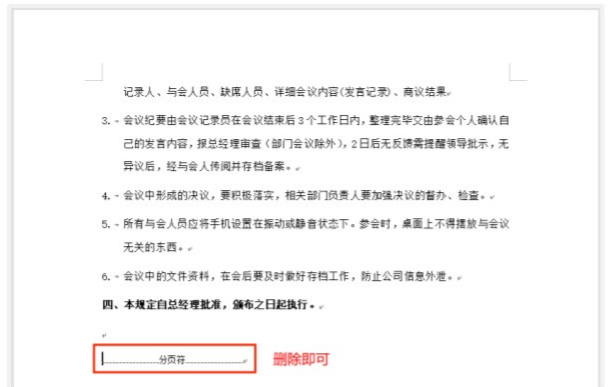 记录人、与会人员、缺席人员、详细会议内容(发言记录)、商议结果
3. 会议纪要由会议记录员在会议结束后3个工作日内，整理完毕交由参会个人确认自
己的发言内容，报总经理审查（部门会议除外），2日后无反馈需提醒领导批示，无
异议后，经与会人传阅并存档备案。
4. 会议中形成的决议，要积极落实，相关部门负责人要加强决议的督办、检查。
5. 所有与会人员应将手机设置在振动或静音状态下。参会时，桌面上不得摆放与会议
无关的东西。
6. 会议中的文件资料，在会后要及时做好存档工作，防止公司信息外泄。
四、本规定自总经理批准，颁布之日起执行。
分页符 删除即可